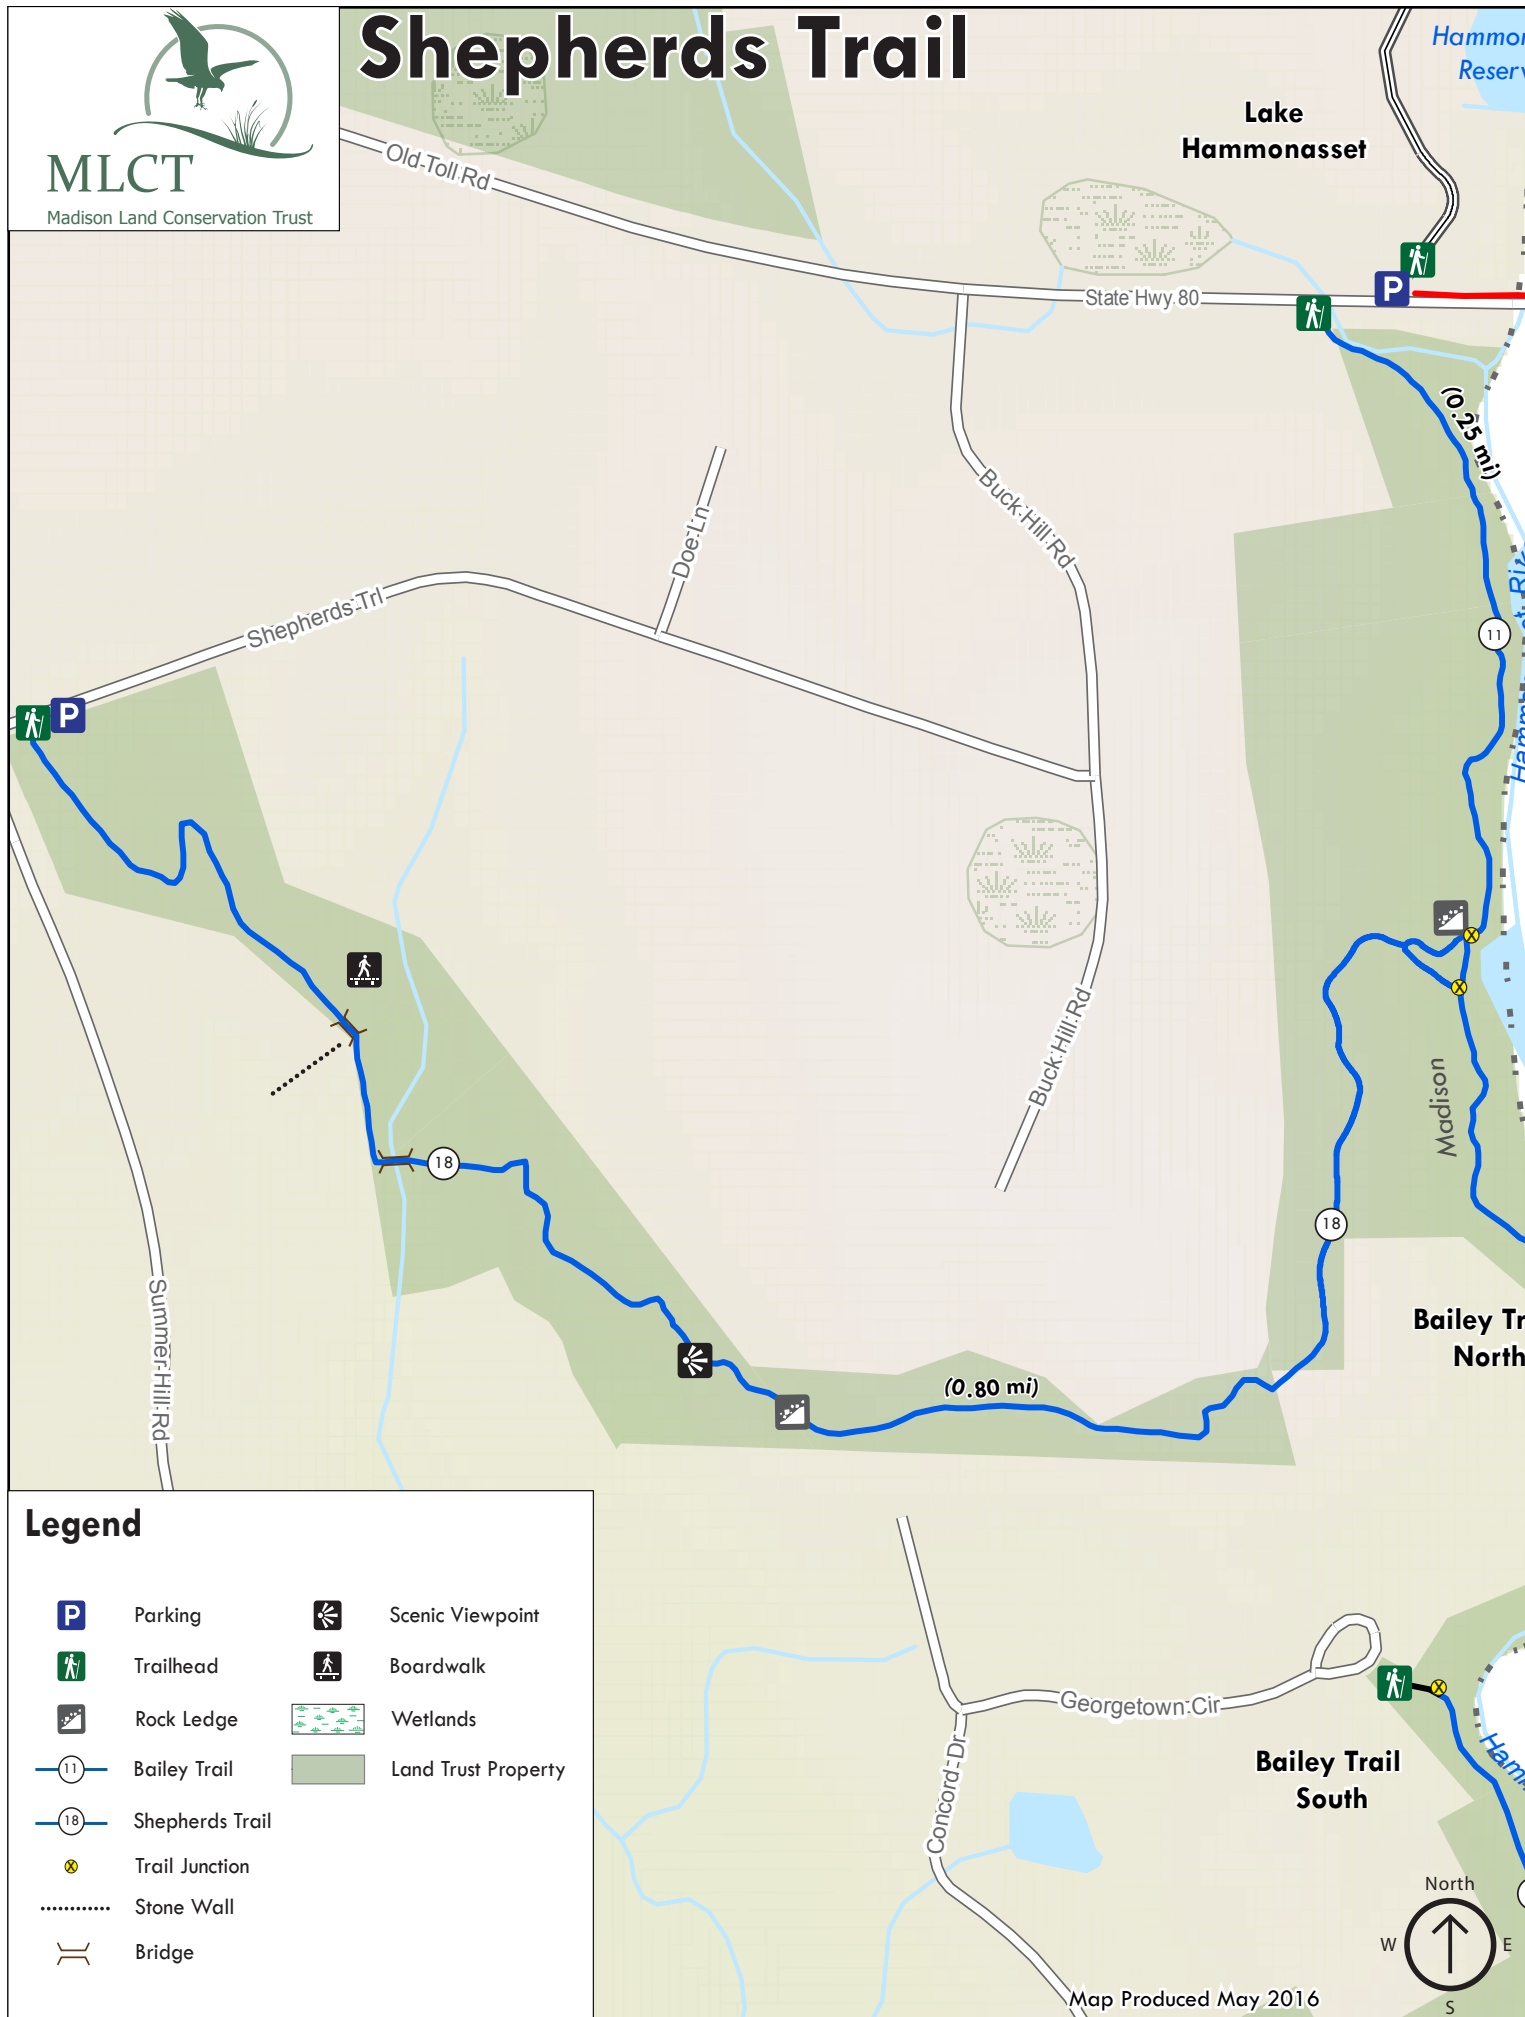 Shepherds Trail
MLCT
Madison Land Conservation Trust
Hammon
Reserv
Lake
Hammonasset
Old Toll Rd
State Hwy 80
(0.25 mi)
Buck Hill Rd
Doe Ln
Shepherds Trl
11
Buck Hill Rd
Madison
18
18
Summer Hill Rd
Bailey Tr
North
(0.80 mi)
Legend
Parking
Scenic Viewpoint
Trailhead
Boardwalk
Rock Ledge
Wetlands
11
Bailey Trail
Land Trust Property
18
Shepherds Trail
Trail Junction
Stone Wall
Bridge
Georgetown Cir
Concord Dr
Bailey Trail
South
Hamm
North
W
E
S
Map Produced May 2016
P
P
P